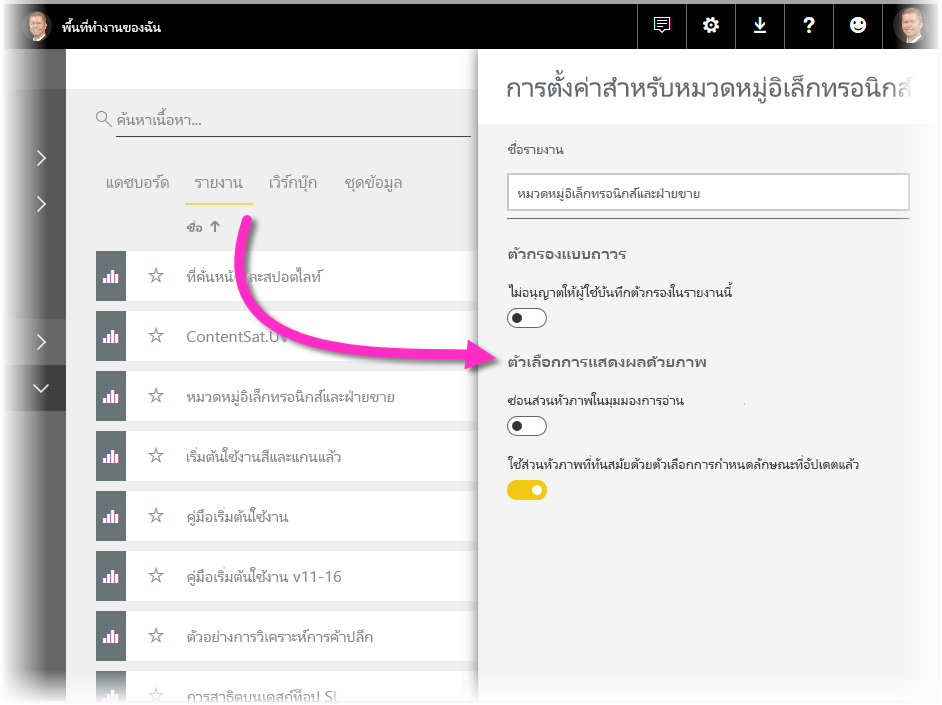 พื้นที่ทำงานของฉัน
?
ค้นหาเนื้อหา...
แดชบอร์ด รายงาน เวิร์กบุ๊ก ชุดข้อมูล
ชื่อ ↑
ที่คั่นหน้ และสปอตไลท์
ContentSat.UV
หมวดหมู่อิเล็กทรอนิกส์และฝ่ายขาย
เริ่มต้นใช้งานสีและแกนแล้ว
คู่มือเริ่มต้นใช้งาน
คู่มือเริ่มต้นใช้งาน v11-16
ตัวอย่างการวิเคราะห์การค้าปลีก
การสาธิตบนเดสก์ท็อป SU
การตั้งค่าสำหรับหมวดหมู่อิเล็กทรอนิกส์
ชื่อรายงาน
หมวดหมู่อิเล็กทรอนิกส์และฝ่ายขาย
ตัวกรองแบบถาวร
ไม่อนุญาตให้ผู้ใช้บันทึกตัวกรองในรายงานนี้
ตัวเลือกการแสดงผลด้วยภาพ
ซ่อนส่วนหัวภาพในมุมมองการอ่าน
ใช้ส่วนหัวภาพที่ทันสมัยด้วยตัวเลือกการกำหนดลักษณะที่อัปเดตแล้ว